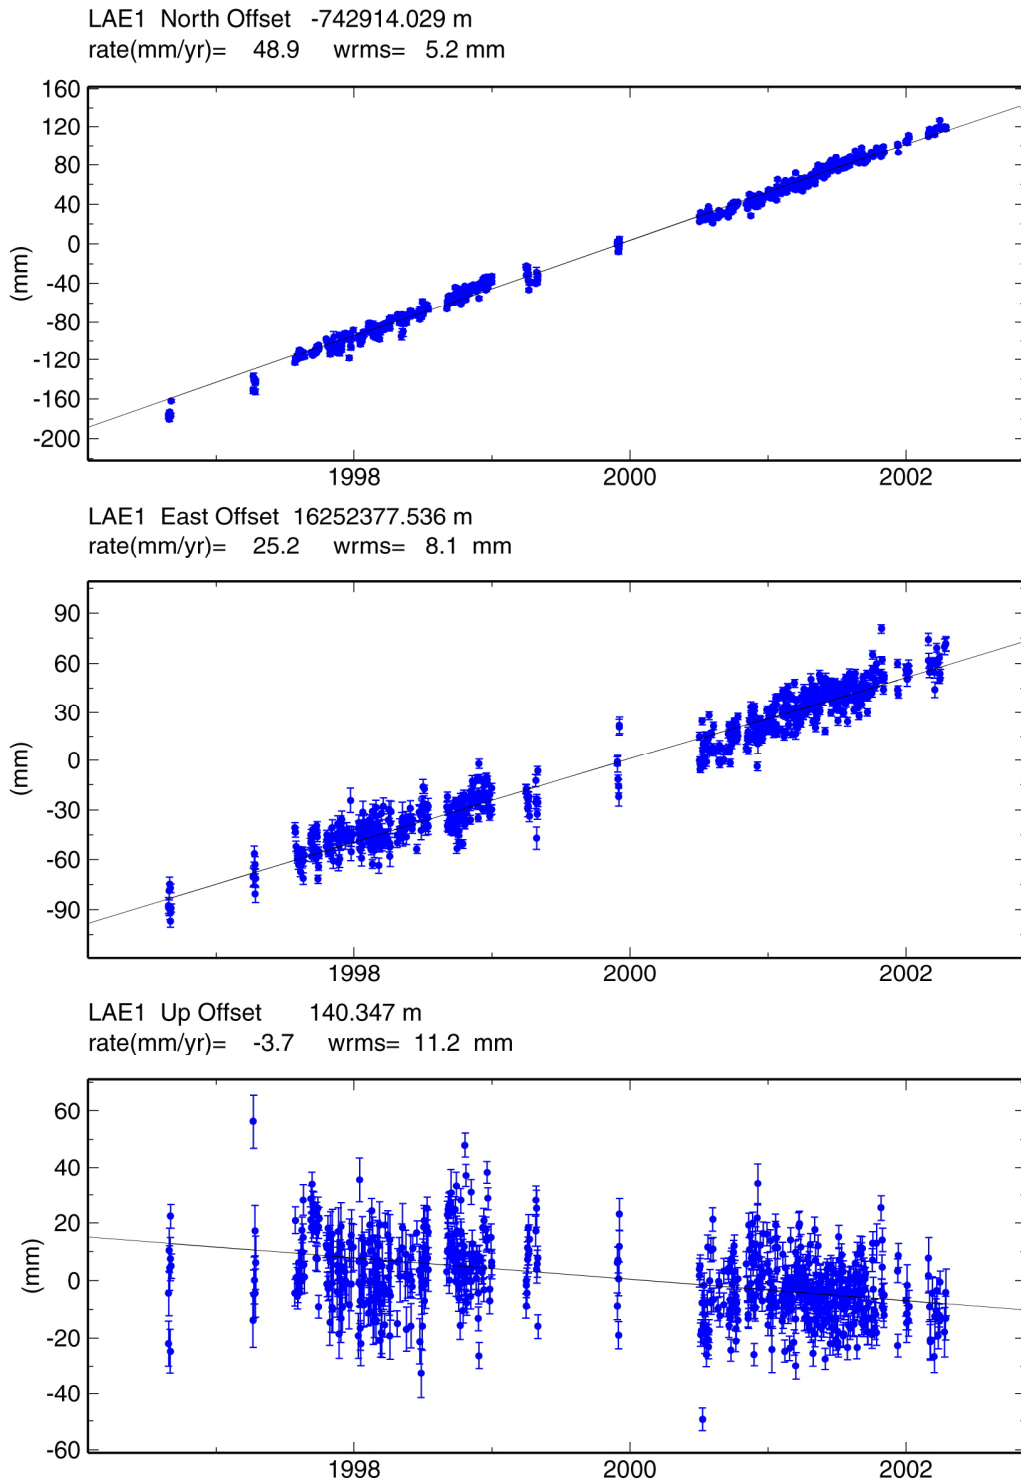 LAE1 North Offset -742914.029 m
rate(mm/yr)= 48.9 wrms= 5.2 mm
160
120
80
40
0
-40
-80
-120
-160
-200
(mm)
1998 2000 2002
LAE1 East Offset 16252377.536 m
rate(mm/yr)= 25.2 wrms= 8.1 mm
90
60
30
0
-30
-60
-90
(mm)
1998 2000 2002
LAE1 Up Offset 140.347 m
rate(mm/yr)= -3.7 wrms= 11.2 mm
60
40
20
0
-20
-40
-60
(mm)
1998 2000 2002